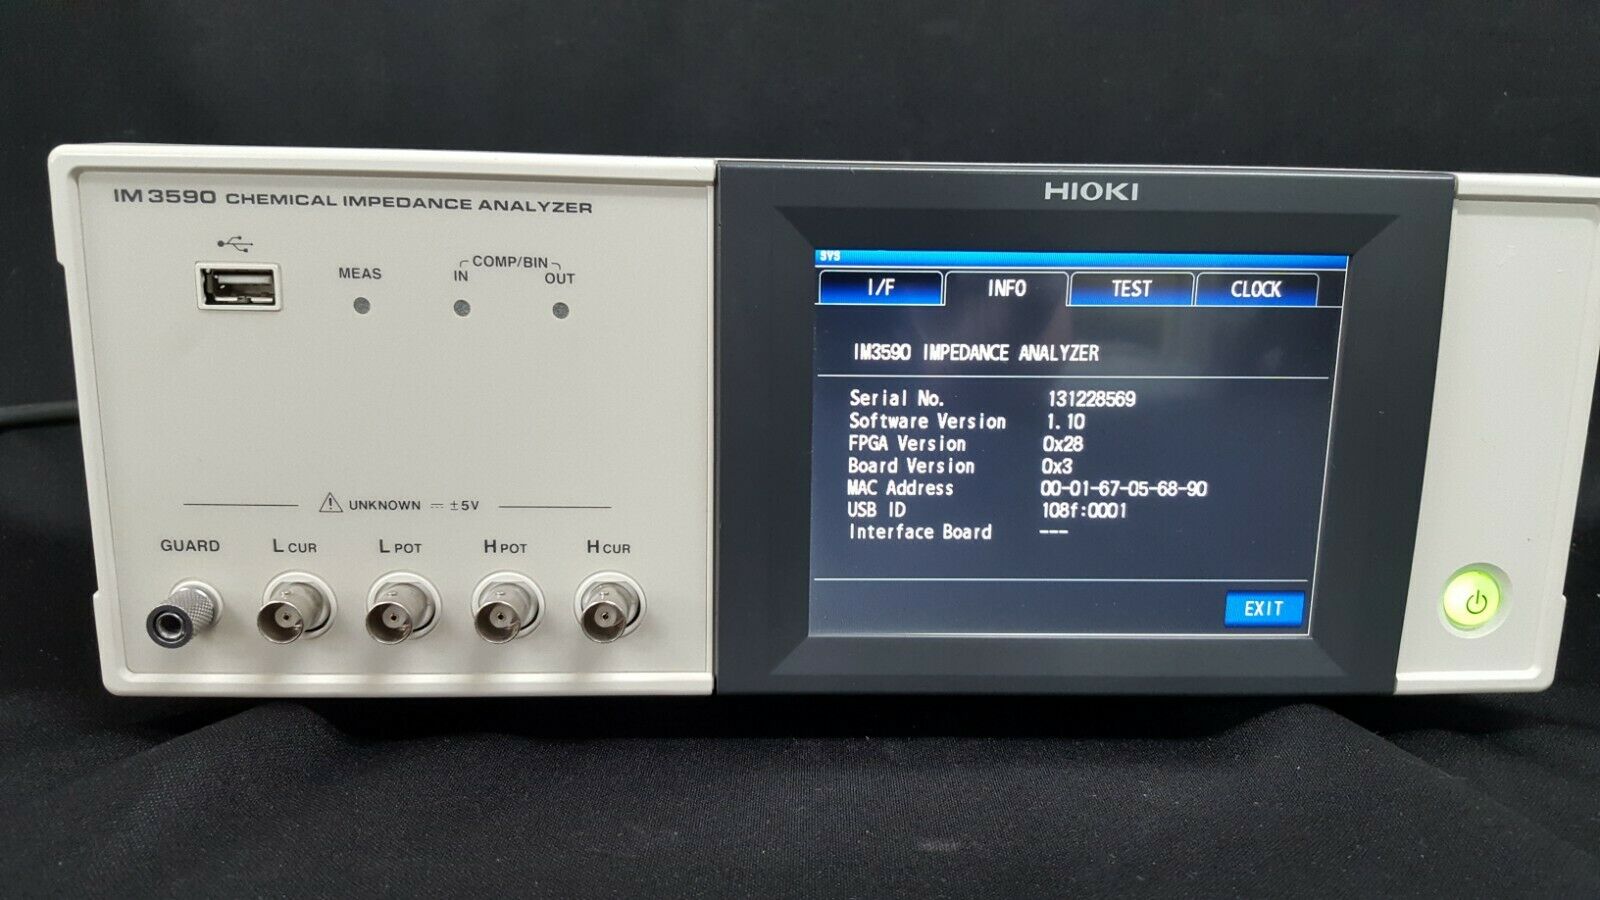 IM3590 CHEMICAL IMPEDANCE ANALYZER
HIOKI
MEAS
COMP/BIN
IN
OUT
UNKNOWN ⎓ ±5V
GUARD
L CUR
L POT
H POT
H CUR
SYS
I/F INFO TEST CLOCK
IM3590 IMPEDANCE ANALYZER
Serial No. 131228569
Software Version 1.10
FPGA Version 0x28
Board Version 0x3
MAC Address 00-01-67-05-68-90
USB ID 108f:0001
Interface Board ---
EXIT